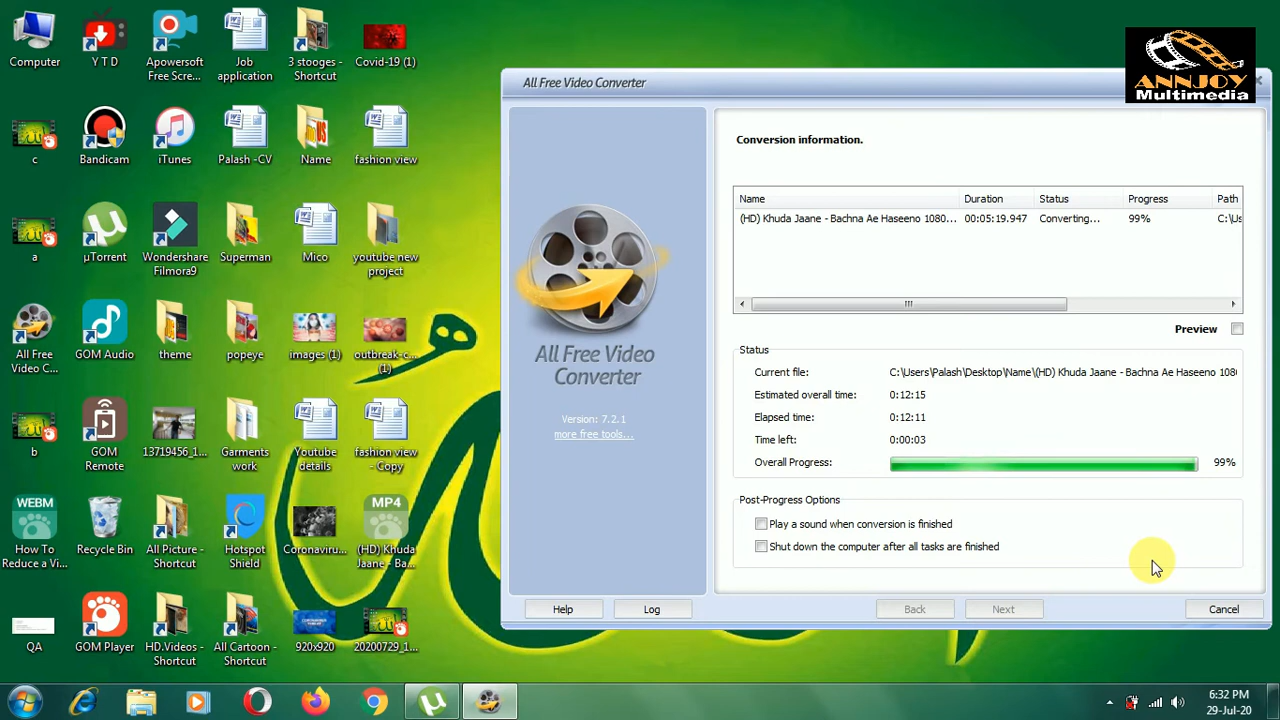 Computer
Y T D
Apowersoft
Free Scre...
Job
application
3 stooges -
Shortcut
Covid-19 (1)
c
Bandicam
iTunes
Palash -CV
Name
fashion view
a
µTorrent
Wondershare
Filmora9
Superman
Mico
youtube new
project
All Free
Video C...
GOM Audio
theme
popeye
images (1)
outbreak-c...
(1)
b
GOM
Remote
13719456_1...
Garments
work
Youtube
details
fashion view
- Copy
WEBM
How To
Reduce a Vi...
Recycle Bin
All Picture -
Shortcut
Hotspot
Shield
Coronaviru...
MP4
(HD) Khuda
Jaane - Ba...
QA
GOM Player
HD.Videos -
Shortcut
All Cartoon -
Shortcut
920x920
20200729_1...
ANNJOY
Multimedia
All Free Video Converter
All Free Video
Converter
Version: 7.2.1
more free tools...
Conversion information.
Name Duration Status Progress Path
(HD) Khuda Jaane - Bachna Ae Haseeno 1080... 00:05:19.947 Converting... 99% C:\Us
Preview
Status
Current file: C:\Users\Palash\Desktop\Name\(HD) Khuda Jaane - Bachna Ae Haseeno 108
Estimated overall time: 0:12:15
Elapsed time: 0:12:11
Time left: 0:00:03
Overall Progress: 99%
Post-Progress Options
Play a sound when conversion is finished
Shut down the computer after all tasks are finished
Help Log Back Next Cancel
6:32 PM
29-Jul-20